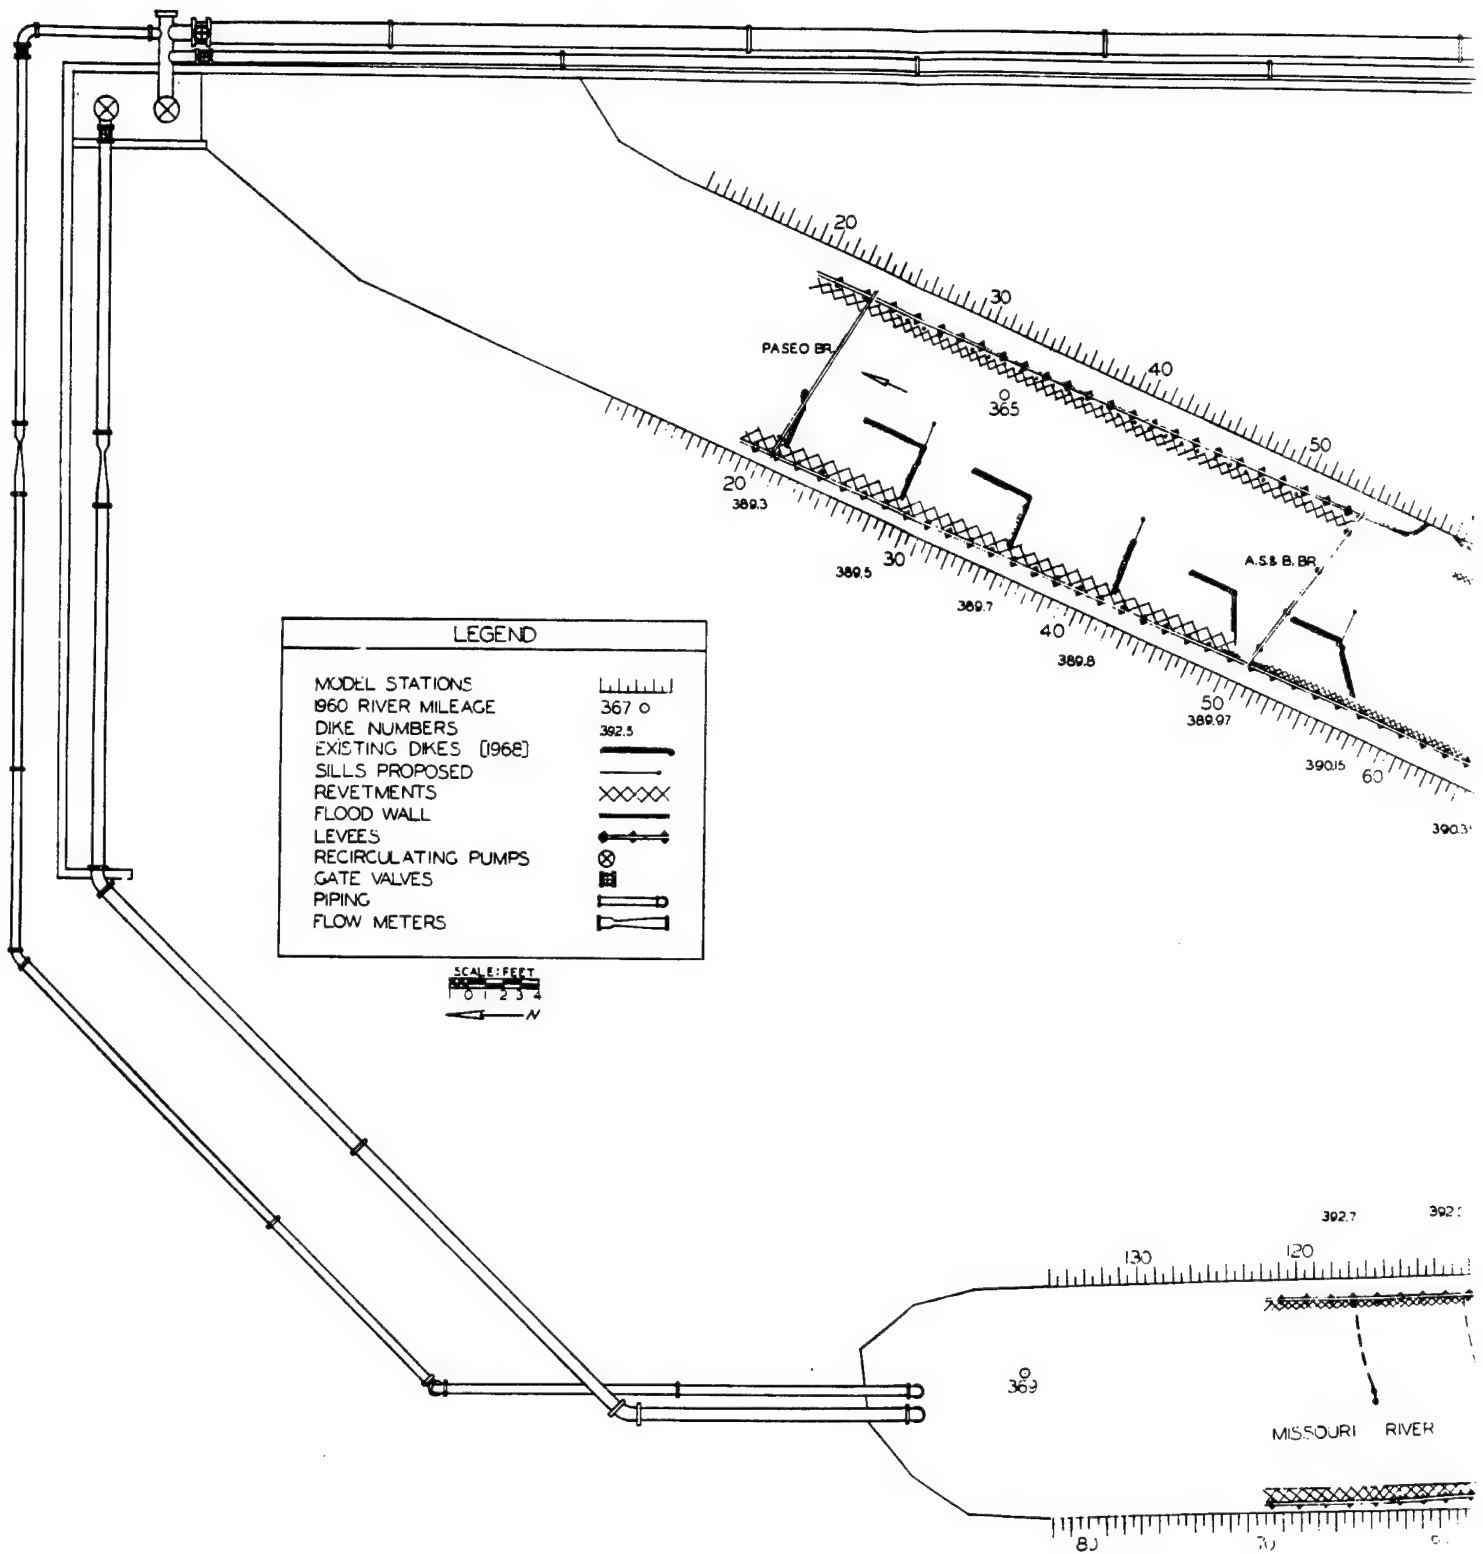 20
30
PASEO BR.
40
365
50
20
389.3
A.S.& B. BR.
30
389.5
389.7
40
389.8
50
389.97
390.15
60
LEGEND
MODEL STATIONS
1960 RIVER MILEAGE 367
DIKE NUMBERS 392.5
EXISTING DIKES [1968]
SILLS PROPOSED
REVETMENTS
FLOOD WALL
LEVEES
RECIRCULATING PUMPS
GATE VALVES
PIPING
FLOW METERS
SCALE: FEET
1 0 1 2 3 4
N
392.7
130
120
369
MISSOURI RIVER
80
70